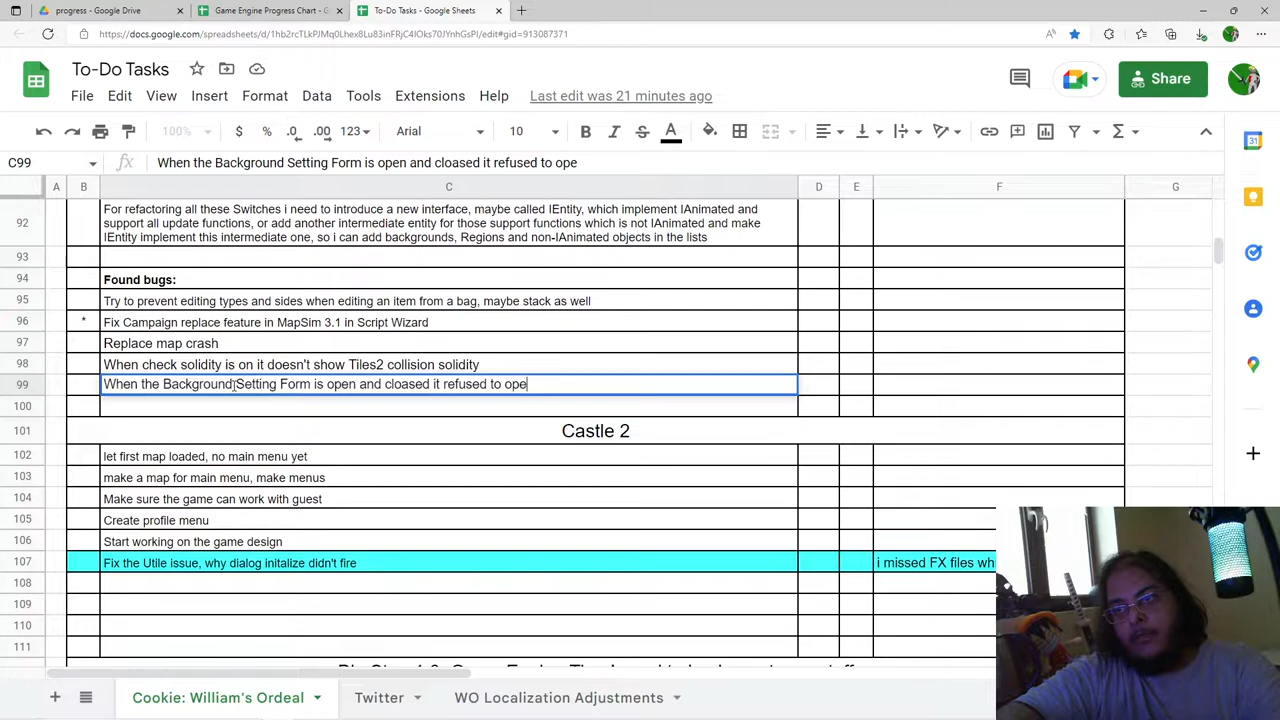 progress - Google Drive
Game Engine Progress Chart -
To-Do Tasks - Google Sheets
https://docs.google.com/spreadsheets/d/1hb2rcTLkPJMq0Lhex8Lu83inFRjC4IOks70JYnhGsPI/edit#gid=913087371
To-Do Tasks
Share
File Edit View Insert Format Data Tools Extensions Help Last edit was 21 minutes ago
100% $ % .0 .00 123 Arial 10 B I S A
C99 fx When the Background Setting Form is open and cloased it refused to ope
A B C D E F G
92 For refactoring all these Switches i need to introduce a new interface, maybe called IEntity, which implement IAnimated and
support all update functions, or add another intermediate entity for those support functions which is not IAnimated and make
IEntity implement this intermediate one, so i can add backgrounds, Regions and non-IAnimated objects in the lists
93
94 Found bugs:
95 Try to prevent editing types and sides when editing an item from a bag, maybe stack as well
96 * Fix Campaign replace feature in MapSim 3.1 in Script Wizard
97 Replace map crash
98 When check solidity is on it doesn't show Tiles2 collision solidity
99 When the Background Setting Form is open and cloased it refused to ope
100
101 Castle 2
102 let first map loaded, no main menu yet
103 make a map for main menu, make menus
104 Make sure the game can work with guest
105 Create profile menu
106 Start working on the game design
107 Fix the Utile issue, why dialog initalize didn't fire i missed FX files wh
108
109
110
111
Cookie: William's Ordeal Twitter WO Localization Adjustments